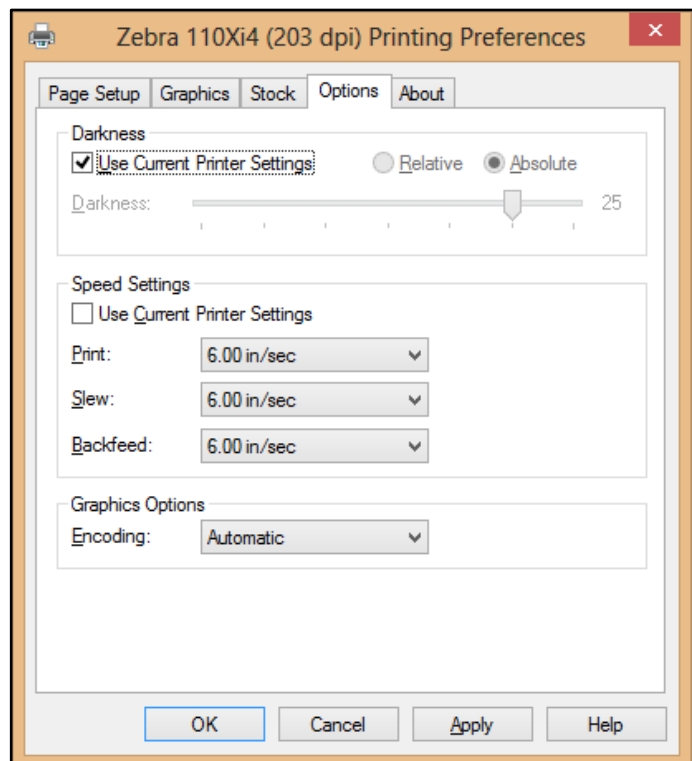 Zebra 110Xi4 (203 dpi) Printing Preferences
Page Setup Graphics Stock Options About
Darkness
Use Current Printer Settings Relative Absolute
Darkness: 25
Speed Settings
Use Current Printer Settings
Print: 6.00 in/sec
Slew: 6.00 in/sec
Backfeed: 6.00 in/sec
Graphics Options
Encoding: Automatic
OK Cancel Apply Help